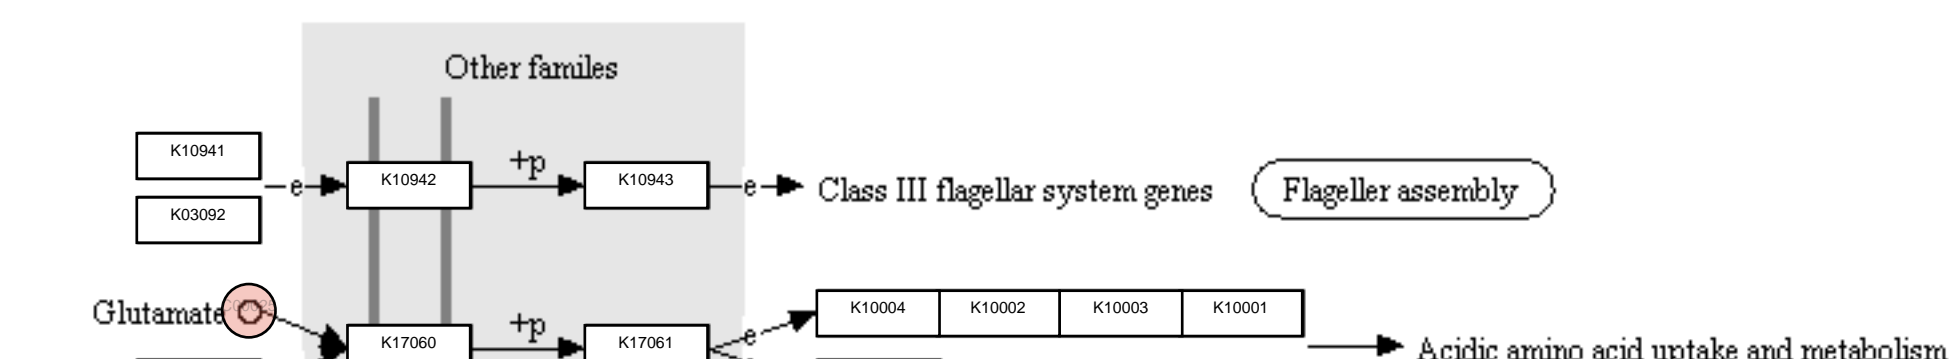 Other familes
K10941
K03092
e
K10942
+p
K10943
e
Class III flagellar system genes
Flageller assembly
Glutamate
K17060
+p
K17061
e
K10004 K10002 K10003 K10001
Acidic amino acid uptake and metabolism